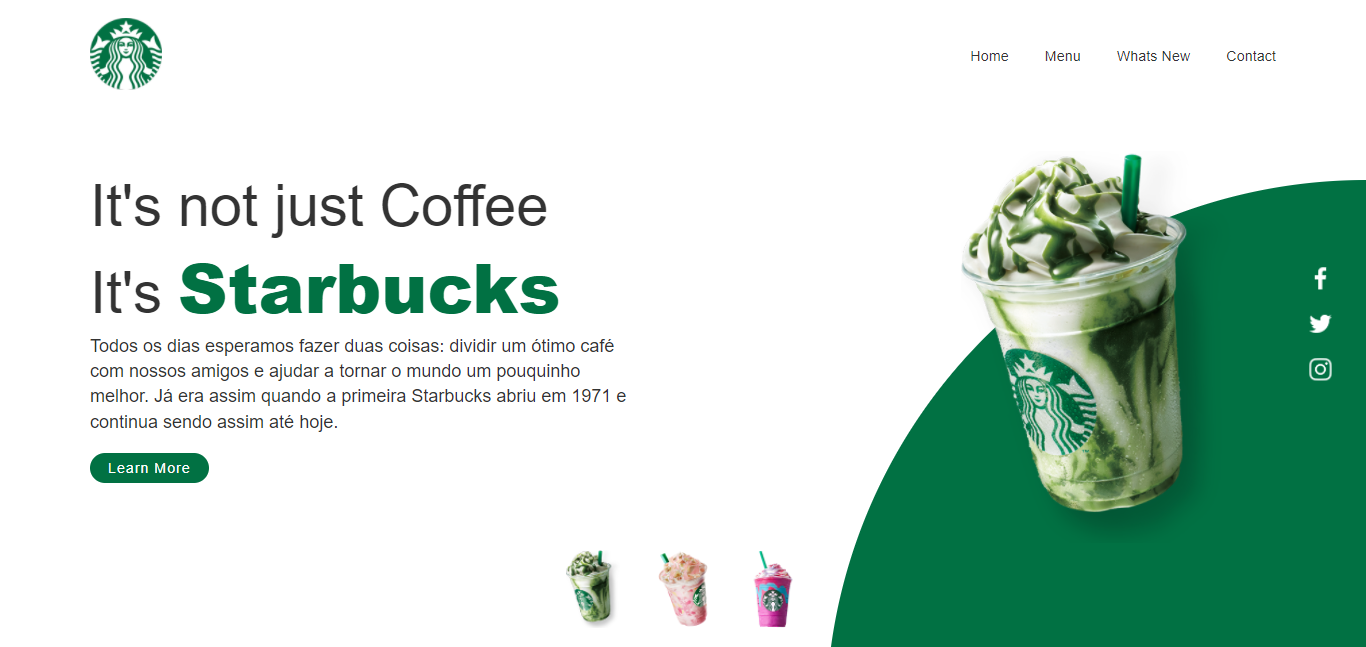 Home Menu Whats New Contact
It's not just Coffee
It's Starbucks
Todos os dias esperamos fazer duas coisas: dividir um ótimo café
com nossos amigos e ajudar a tornar o mundo um pouquinho
melhor. Já era assim quando a primeira Starbucks abriu em 1971 e
continua sendo assim até hoje.
Learn More